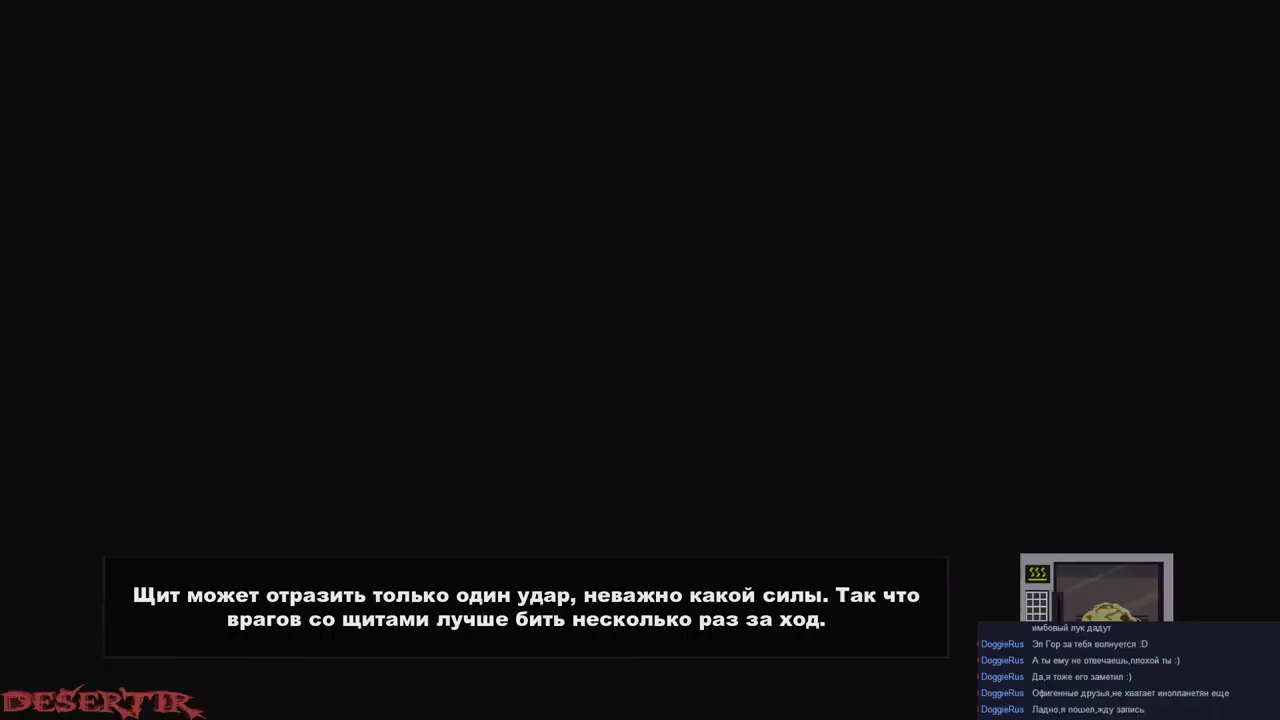 Щит может отразить только один удар, неважно какой силы. Так что
врагов со щитами лучше бить несколько раз за ход.
имбовый лук дадут
DoggieRus Эл Гор за тебя волнуется :D
DoggieRus А ты ему не отвечаешь,плохой ты :)
DoggieRus Да,я тоже его заметил :)
DoggieRus Офигенные друзья,не хватает инопланетян еще
DoggieRus Ладно,я пошел,жду запись
DESERTIR